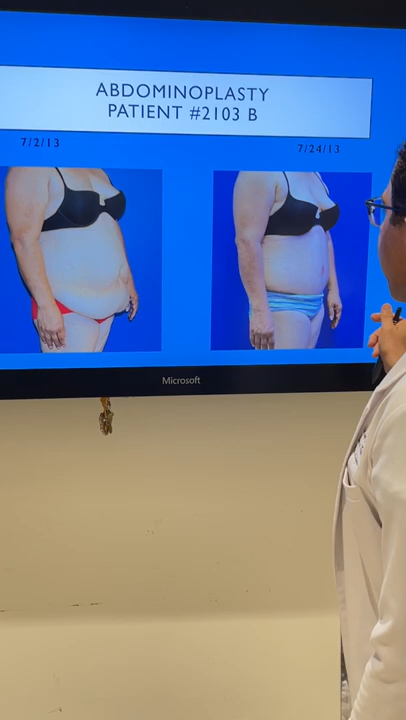 ABDOMINOPLASTY
PATIENT #2103 B
7/2/13
7/24/13
Microsoft